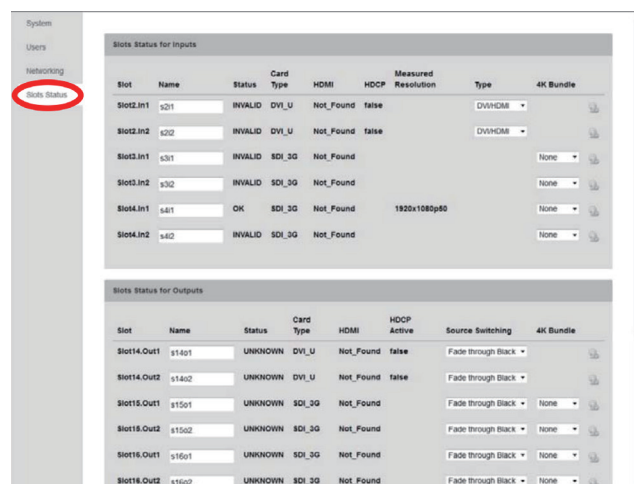 System
Users
Networking
Slots Status
Slots Status for Inputs
Slot Name Status Card Type HDMI HDCP Measured Resolution Type 4K Bundle
Slot2.In1 s2i1 INVALID DVI_U Not_Found false DVI/HDMI
Slot2.In2 s2i2 INVALID DVI_U Not_Found false DVI/HDMI
Slot3.In1 s3i1 INVALID SDI_3G Not_Found None
Slot3.In2 s3i2 INVALID SDI_3G Not_Found None
Slot4.In1 s4i1 OK SDI_3G Not_Found 1920x1080p50 None
Slot4.In2 s4i2 INVALID SDI_3G Not_Found None
Slots Status for Outputs
Slot Name Status Card Type HDMI HDCP Active Source Switching 4K Bundle
Slot14.Out1 s14o1 UNKNOWN DVI_U Not_Found false Fade through Black
Slot14.Out2 s14o2 UNKNOWN DVI_U Not_Found false Fade through Black
Slot15.Out1 s15o1 UNKNOWN SDI_3G Not_Found Fade through Black None
Slot15.Out2 s15o2 UNKNOWN SDI_3G Not_Found Fade through Black None
Slot16.Out1 s16o1 UNKNOWN SDI_3G Not_Found Fade through Black None
Slot16.Out2 s16o2 UNKNOWN SDI_3G Not_Found Fade through Black None